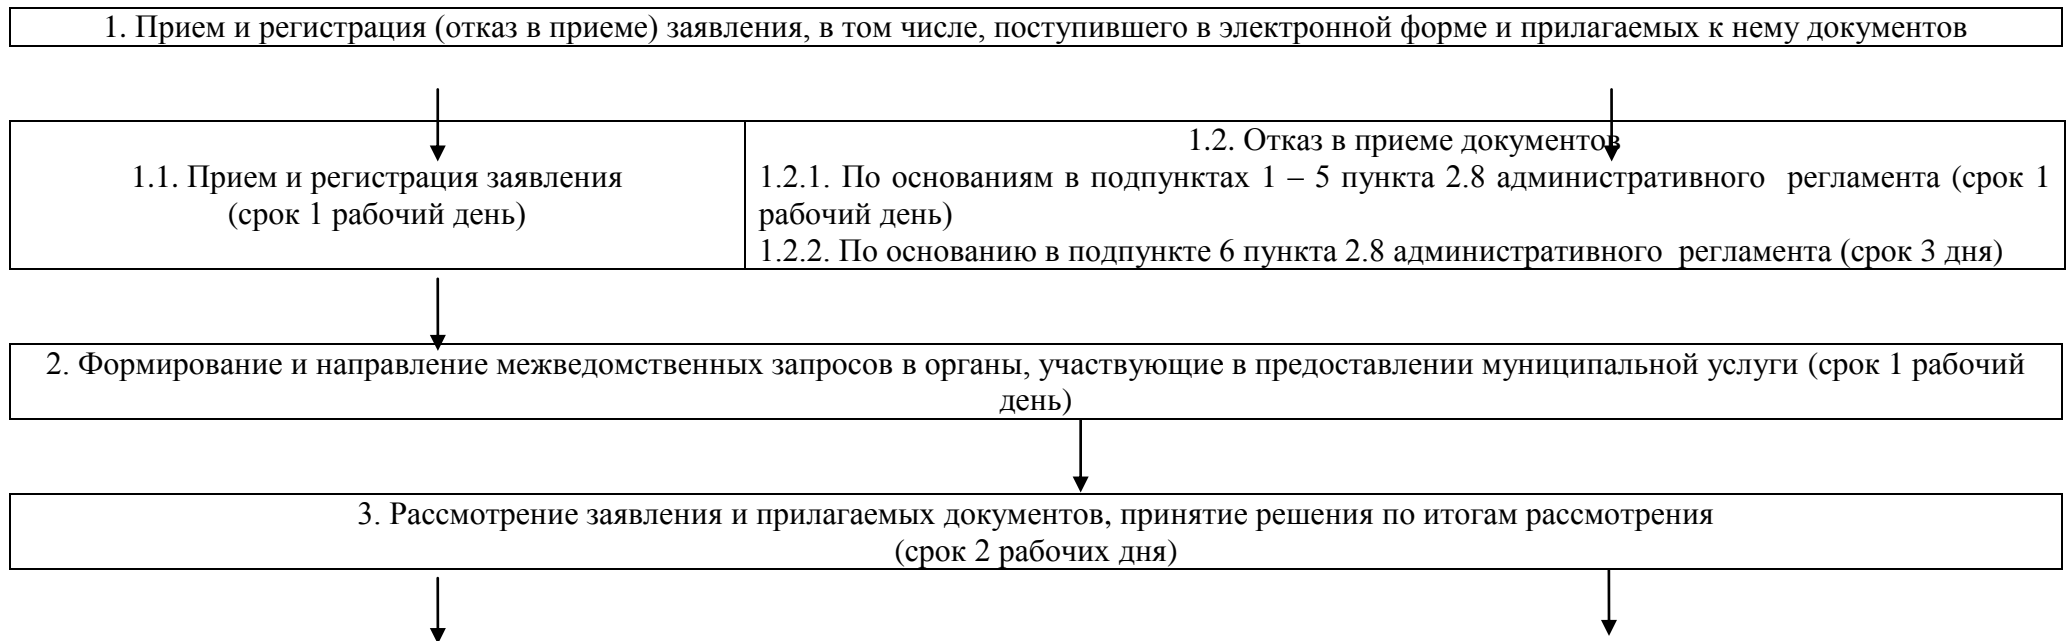 1. Прием и регистрация (отказ в приеме) заявления, в том числе, поступившего в электронной форме и прилагаемых к нему документов
1.1. Прием и регистрация заявления
(срок 1 рабочий день)
1.2. Отказ в приеме документов
1.2.1. По основаниям в подпунктах 1 – 5 пункта 2.8 административного регламента (срок 1
рабочий день)
1.2.2. По основанию в подпункте 6 пункта 2.8 административного регламента (срок 3 дня)
2. Формирование и направление межведомственных запросов в органы, участвующие в предоставлении муниципальной услуги (срок 1 рабочий
день)
3. Рассмотрение заявления и прилагаемых документов, принятие решения по итогам рассмотрения
(срок 2 рабочих дня)